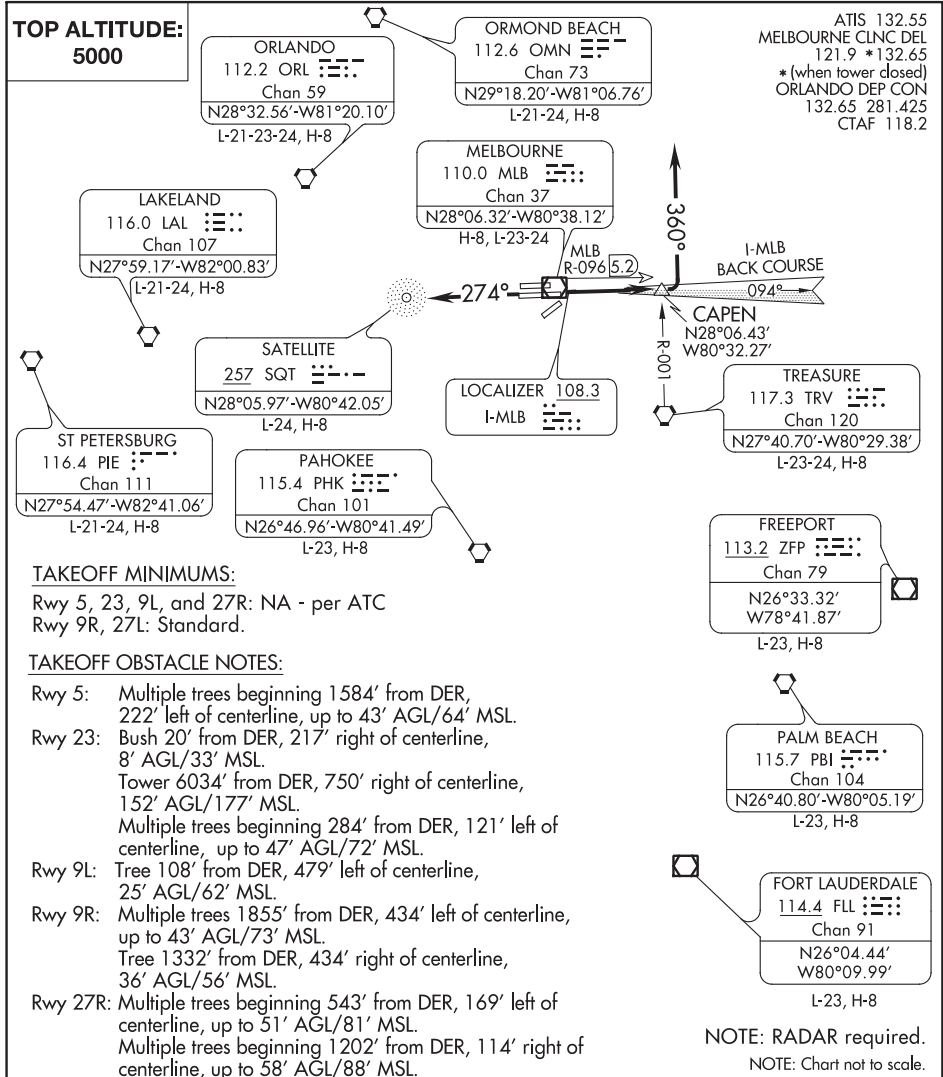 TOP ALTITUDE:
5000
ORLANDO
112.2 ORL
Chan 59
N28°32.56'-W81°20.10'
L-21-23-24, H-8
ORMOND BEACH
112.6 OMN
Chan 73
N29°18.20'-W81°06.76'
L-21-24, H-8
ATIS 132.55
MELBOURNE CLNC DEL
121.9 *132.65
*(when tower closed)
ORLANDO DEP CON
132.65 281.425
CTAF 118.2
LAKELAND
116.0 LAL
Chan 107
N27°59.17'-W82°00.83'
L-21-24, H-8
MELBOURNE
110.0 MLB
Chan 37
N28°06.32'-W80°38.12'
H-8, L-23-24
360°
MLB
R-096 5.2
I-MLB
BACK COURSE
094°
274°
CAPEN
N28°06.43'
W80°32.27'
R-001
SATELLITE
257 SQT
N28°05.97'-W80°42.05'
L-24, H-8
LOCALIZER 108.3
I-MLB
TREASURE
117.3 TRV
Chan 120
N27°40.70'-W80°29.38'
L-23-24, H-8
ST PETERSBURG
116.4 PIE
Chan 111
N27°54.47'-W82°41.06'
L-21-24, H-8
PAHOKEE
115.4 PHK
Chan 101
N26°46.96'-W80°41.49'
L-23, H-8
FREEPORT
113.2 ZFP
Chan 79
N26°33.32'
W78°41.87'
L-23, H-8
TAKEOFF MINIMUMS:
Rwy 5, 23, 9L, and 27R: NA - per ATC
Rwy 9R, 27L: Standard.
TAKEOFF OBSTACLE NOTES:
Rwy 5: Multiple trees beginning 1584' from DER,
222' left of centerline, up to 43' AGL/64' MSL.
Rwy 23: Bush 20' from DER, 217' right of centerline,
8' AGL/33' MSL.
Tower 6034' from DER, 750' right of centerline,
152' AGL/177' MSL.
Multiple trees beginning 284' from DER, 121' left of
centerline, up to 47' AGL/72' MSL.
Rwy 9L: Tree 108' from DER, 479' left of centerline,
25' AGL/62' MSL.
Rwy 9R: Multiple trees 1855' from DER, 434' left of centerline,
up to 43' AGL/73' MSL.
Tree 1332' from DER, 434' right of centerline,
36' AGL/56' MSL.
Rwy 27R: Multiple trees beginning 543' from DER, 169' left of
centerline, up to 51' AGL/81' MSL.
Multiple trees beginning 1202' from DER, 114' right of
centerline, up to 58' AGL/88' MSL.
PALM BEACH
115.7 PBI
Chan 104
N26°40.80'-W80°05.19'
L-23, H-8
FORT LAUDERDALE
114.4 FLL
Chan 91
N26°04.44'
W80°09.99'
L-23, H-8
NOTE: RADAR required.
NOTE: Chart not to scale.